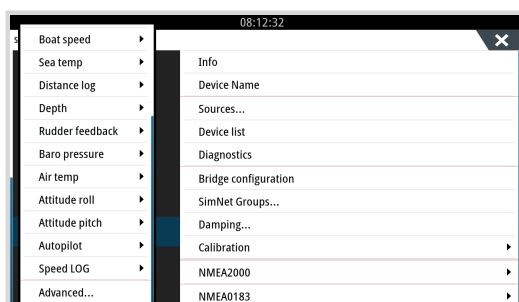 08:12:32
s
Boat speed
Sea temp
Distance log
Depth
Rudder feedback
Baro pressure
Air temp
Attitude roll
Attitude pitch
Autopilot
Speed LOG
Advanced...
Info
Device Name
Sources...
Device list
Diagnostics
Bridge configuration
SimNet Groups...
Damping...
Calibration
NMEA2000
NMEA0183